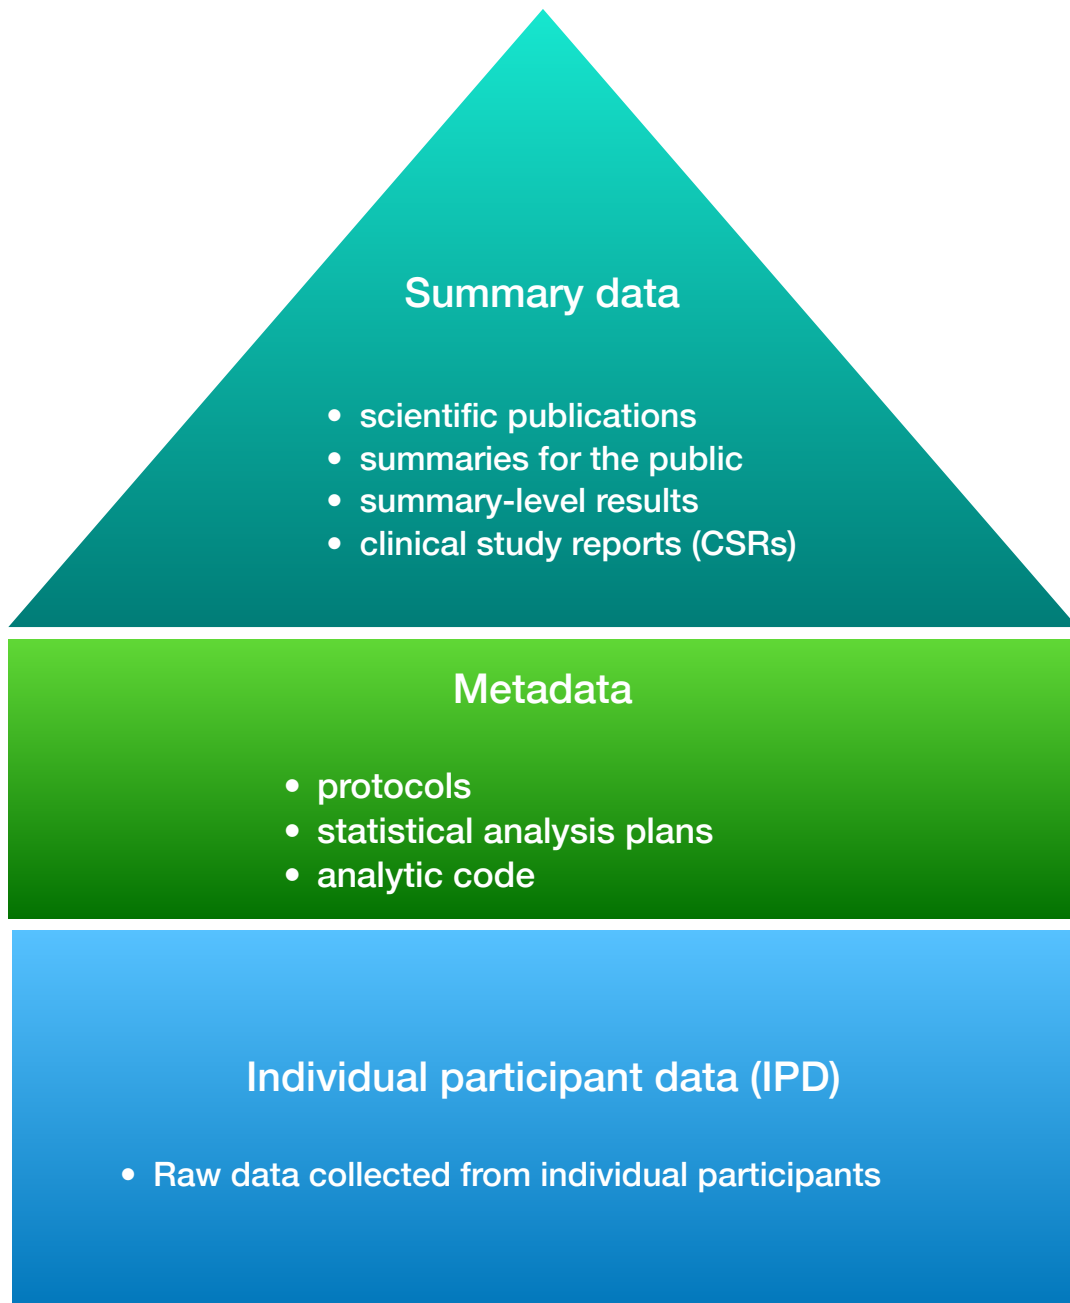 Summary data
• scientific publications
• summaries for the public
• summary-level results
• clinical study reports (CSRs)
Metadata
• protocols
• statistical analysis plans
• analytic code
Individual participant data (IPD)
• Raw data collected from individual participants